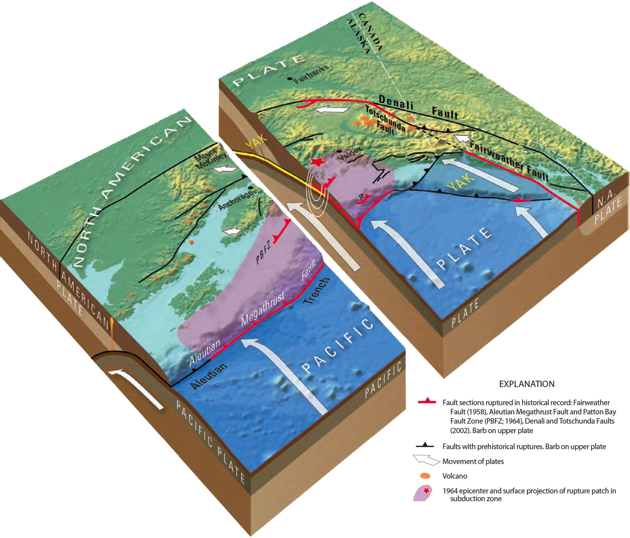 CANADA
ALASKA
PLATE
Fairbanks
Denali Fault
Totschunda
Fault
Fairweather Fault
NORTH AMERICAN
YAK
Mount
McKinley
Valdez
Anchorage
YAK
N.A.
PLATE
PBFZ
NORTH AMERICAN
PLATE
PLATE
Aleutian Megathrust Fault
Aleutian Trench
PACIFIC
PLATE
PACIFIC
PACIFIC PLATE
EXPLANATION
Fault sections ruptured in historical record: Fairweather
Fault (1958), Aleutian Megathrust Fault and Patton Bay
Fault Zone (PBFZ; 1964), Denali and Totschunda Faults
(2002). Barb on upper plate
Faults with prehistorical ruptures. Barb on upper plate
Movement of plates
Volcano
1964 epicenter and surface projection of rupture patch in
subduction zone